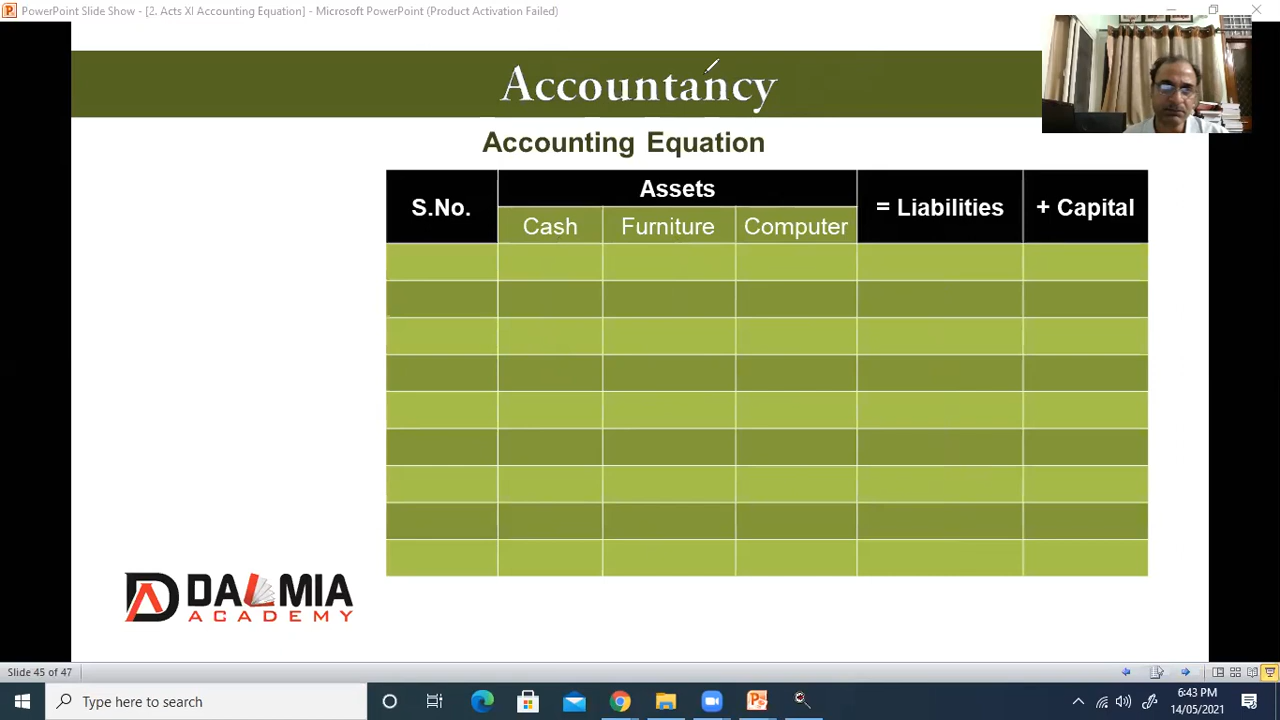 PowerPoint Slide Show - [2. Acts XI Accounting Equation] - Microsoft PowerPoint (Product Activation Failed)
Accountancy
Accounting Equation
S.No. Assets = Liabilities + Capital
Cash Furniture Computer
DALMIA
ACADEMY
Slide 45 of 47
Type here to search
6:43 PM
14/05/2021